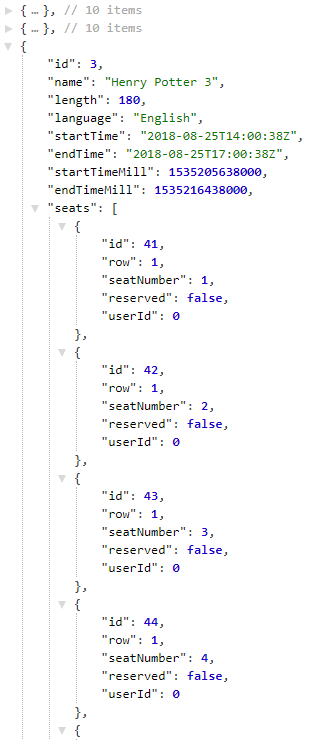 { … }, // 10 items
{ … }, // 10 items
{
"id": 3,
"name": "Henry Potter 3",
"length": 180,
"language": "English",
"startTime": "2018-08-25T14:00:38Z",
"endTime": "2018-08-25T17:00:38Z",
"startTimeMill": 1535205638000,
"endTimeMill": 1535216438000,
"seats": [
{
"id": 41,
"row": 1,
"seatNumber": 1,
"reserved": false,
"userId": 0
},
{
"id": 42,
"row": 1,
"seatNumber": 2,
"reserved": false,
"userId": 0
},
{
"id": 43,
"row": 1,
"seatNumber": 3,
"reserved": false,
"userId": 0
},
{
"id": 44,
"row": 1,
"seatNumber": 4,
"reserved": false,
"userId": 0
},
{